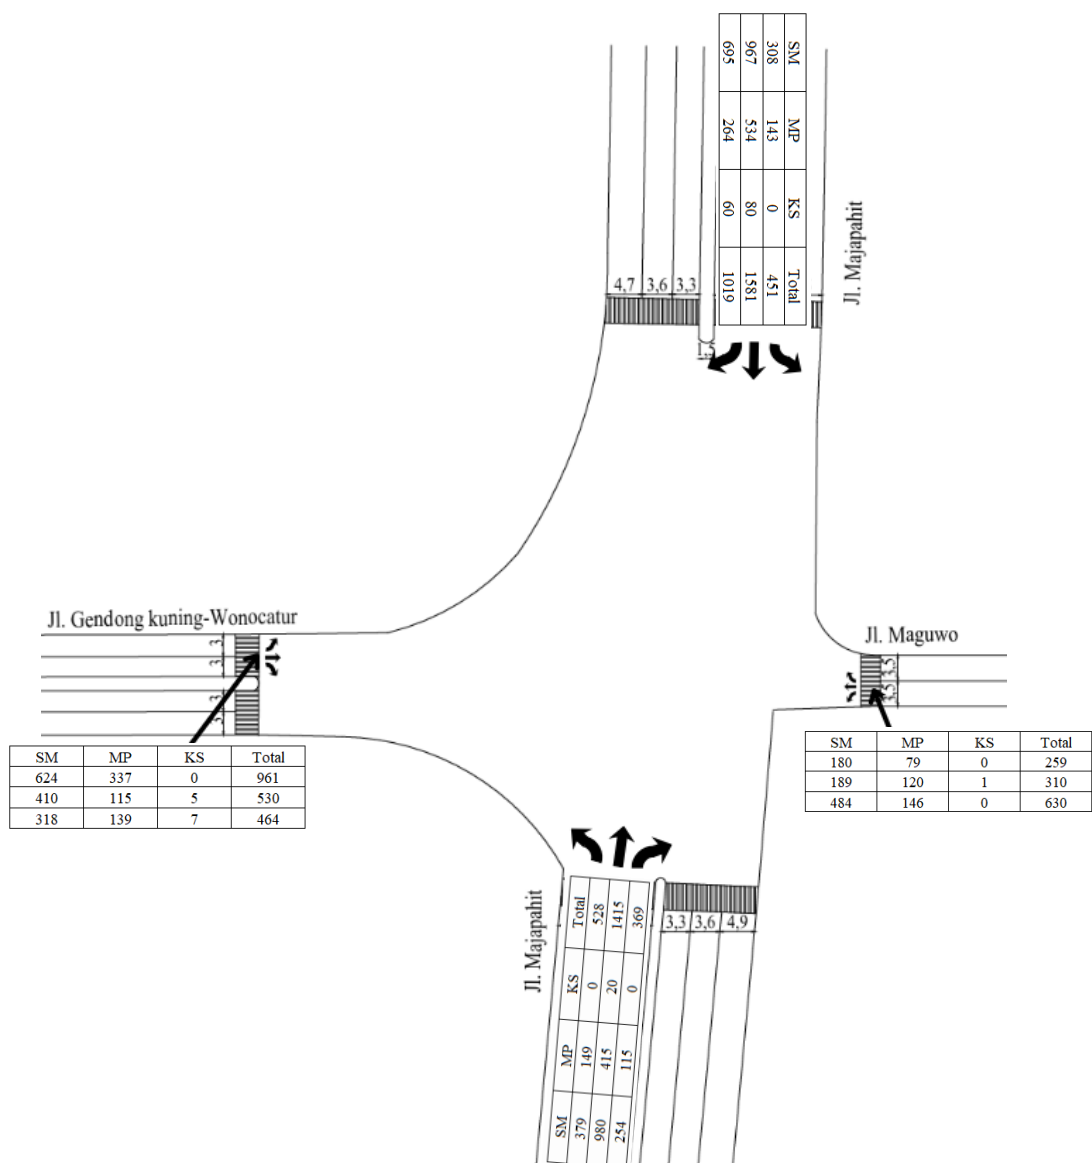 SM MP KS Total
308 143 0 451
967 534 80 1581
695 264 60 1019
Jl. Majapahit
4,7 3,6 3,3
1,5
Jl. Gendong kuning-Wonocatur
3
3
3
3
Jl. Maguwo
3,5
3,5
SM MP KS Total
624 337 0 961
410 115 5 530
318 139 7 464
SM MP KS Total
180 79 0 259
189 120 1 310
484 146 0 630
Jl. Majapahit
SM MP KS Total
379 149 0 528
980 415 20 1415
254 115 0 369
3,3 3,6 4,9